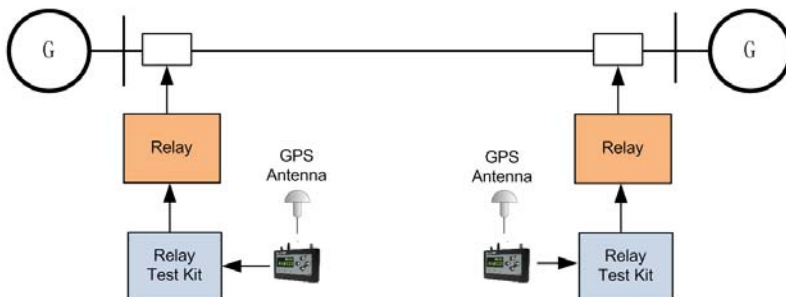 G
G
Relay
Relay
GPS
Antenna
GPS
Antenna
Relay
Test Kit
Relay
Test Kit